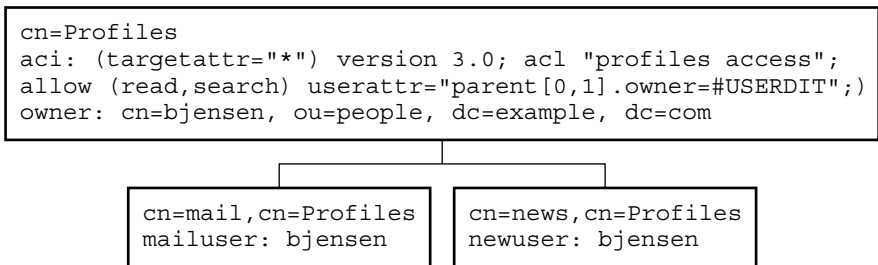 cn=Profiles
aci: (targetattr="*") version 3.0; acl "profiles access";
allow (read,search) userattr="parent[0,1].owner=#USERDIT";)
owner: cn=bjensen, ou=people, dc=example, dc=com
cn=mail,cn=Profiles
mailuser: bjensen
cn=news,cn=Profiles
newuser: bjensen